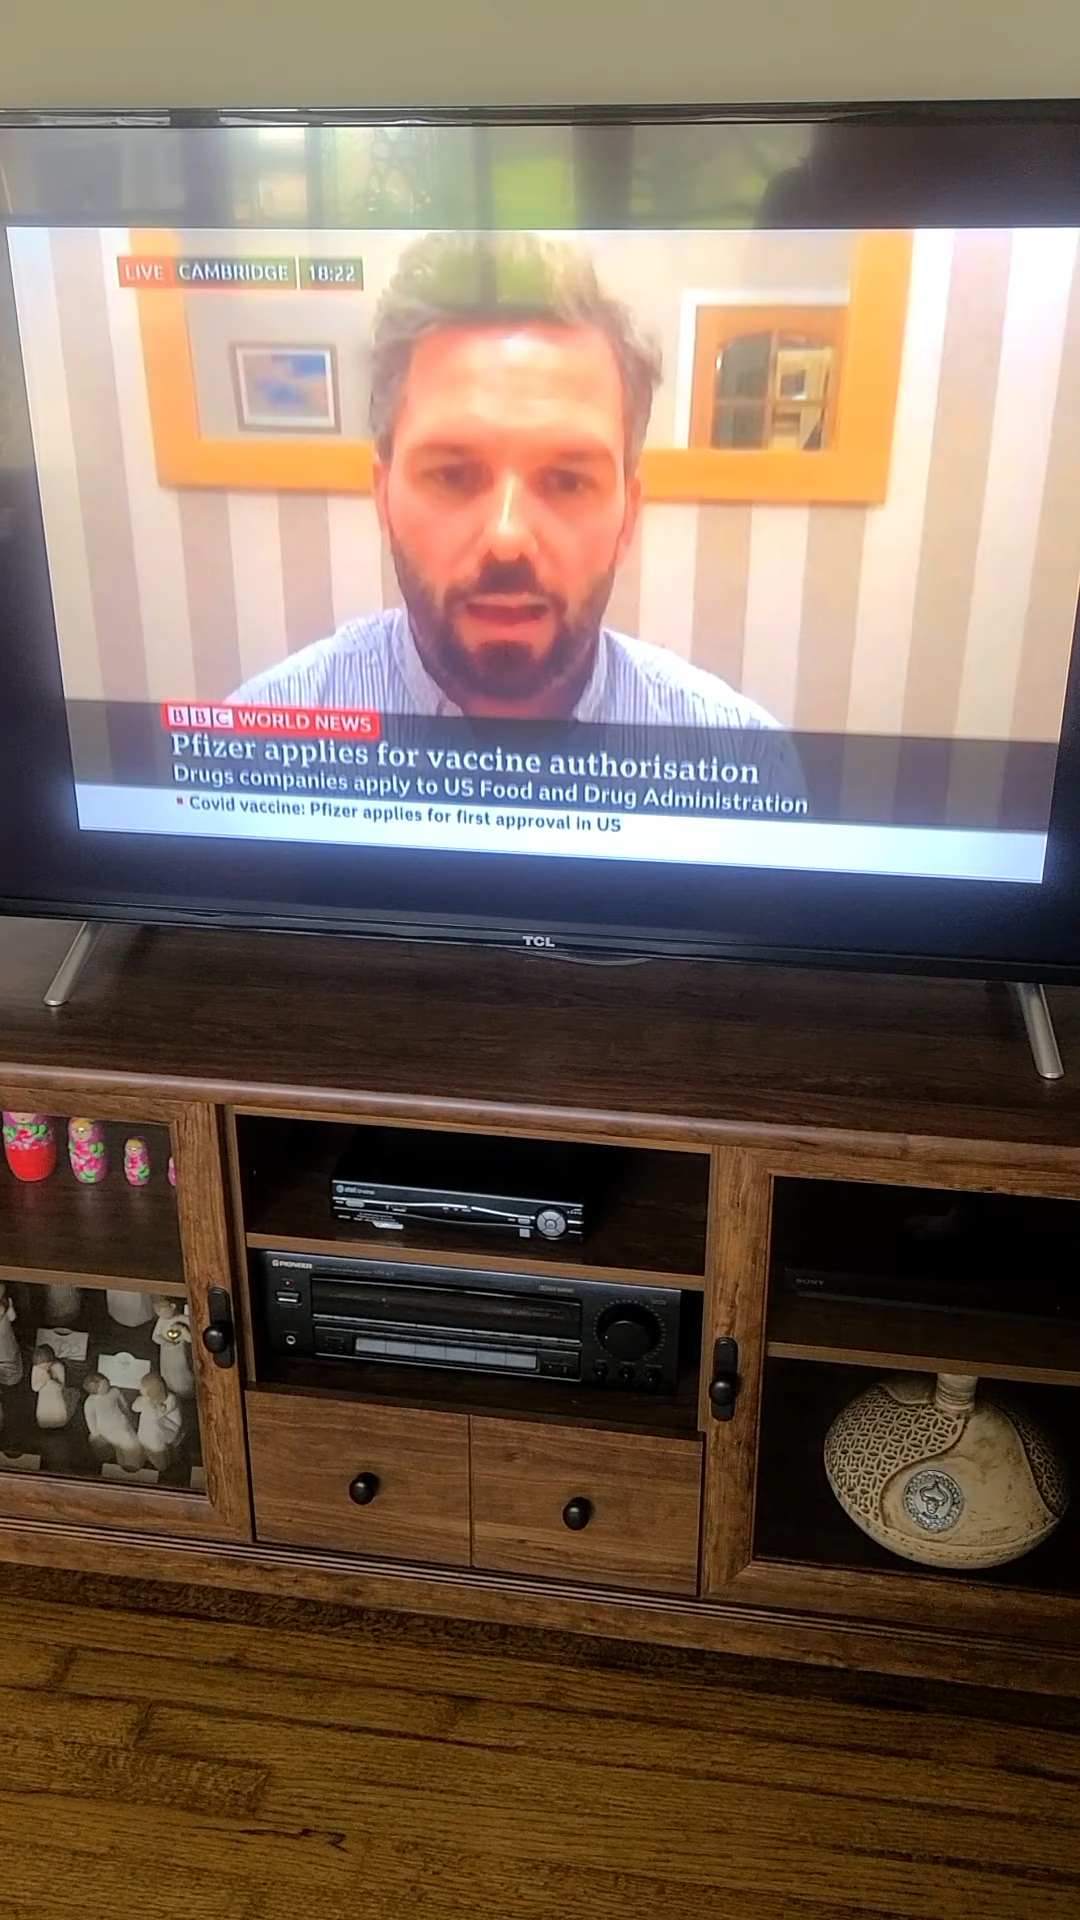 LIVE CAMBRIDGE 18:22
BBC WORLD NEWS
Pfizer applies for vaccine authorisation
Drugs companies apply to US Food and Drug Administration
Covid vaccine: Pfizer applies for first approval in US
TCL
at&t
PIONEER
SONY